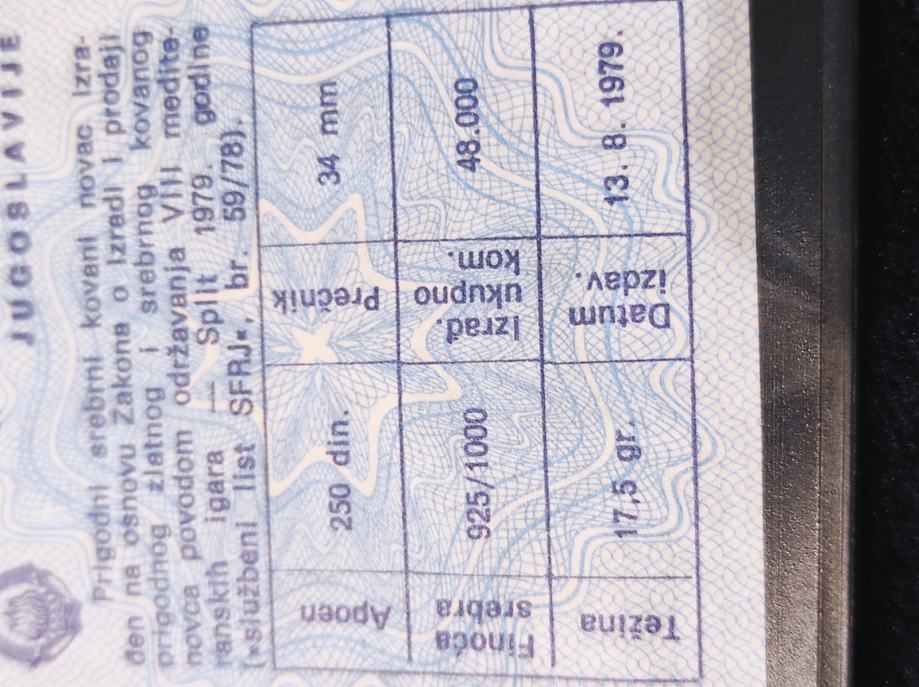 JUGOSLAVIJE
Prigodni srebrni kovani novac izra-
đen na osnovu Zakona o izradi i prodaji
prigodnog zlatnog i srebrnog kovanog
novca povodom održavanja VIII medite-
ranskih igara — Split 1979. godine
(»službeni list SFRJ«, br. 59/78).
Apoen 250 din. Prečnik 34 mm
Finoća srebra 925/1000 Izrad. ukupno kom. 48.000
Težina 17,5 gr. Datum izdav. 13. 8. 1979.